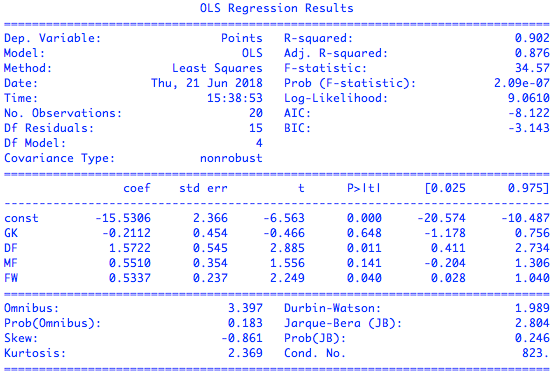 OLS Regression Results
==============================================================================
Dep. Variable:                 Points   R-squared:                       0.902
Model:                            OLS   Adj. R-squared:                  0.876
Method:                 Least Squares   F-statistic:                     34.57
Date:                Thu, 21 Jun 2018   Prob (F-statistic):           2.09e-07
Time:                        15:38:53   Log-Likelihood:                 9.0610
No. Observations:                  20   AIC:                            -8.122
Df Residuals:                      15   BIC:                            -3.143
Df Model:                           4
Covariance Type:            nonrobust
==============================================================================
coef    std err          t      P>|t|      [0.025      0.975]
------------------------------------------------------------------------------
const        -15.5306      2.366     -6.563      0.000     -20.574     -10.487
GK            -0.2112      0.454     -0.466      0.648      -1.178       0.756
DF             1.5722      0.545      2.885      0.011       0.411       2.734
MF             0.5510      0.354      1.556      0.141      -0.204       1.306
FW             0.5337      0.237      2.249      0.040       0.028       1.040
==============================================================================
Omnibus:                        3.397   Durbin-Watson:                   1.989
Prob(Omnibus):                  0.183   Jarque-Bera (JB):                2.804
Skew:                          -0.861   Prob(JB):                        0.246
Kurtosis:                       2.369   Cond. No.                         823.
==============================================================================